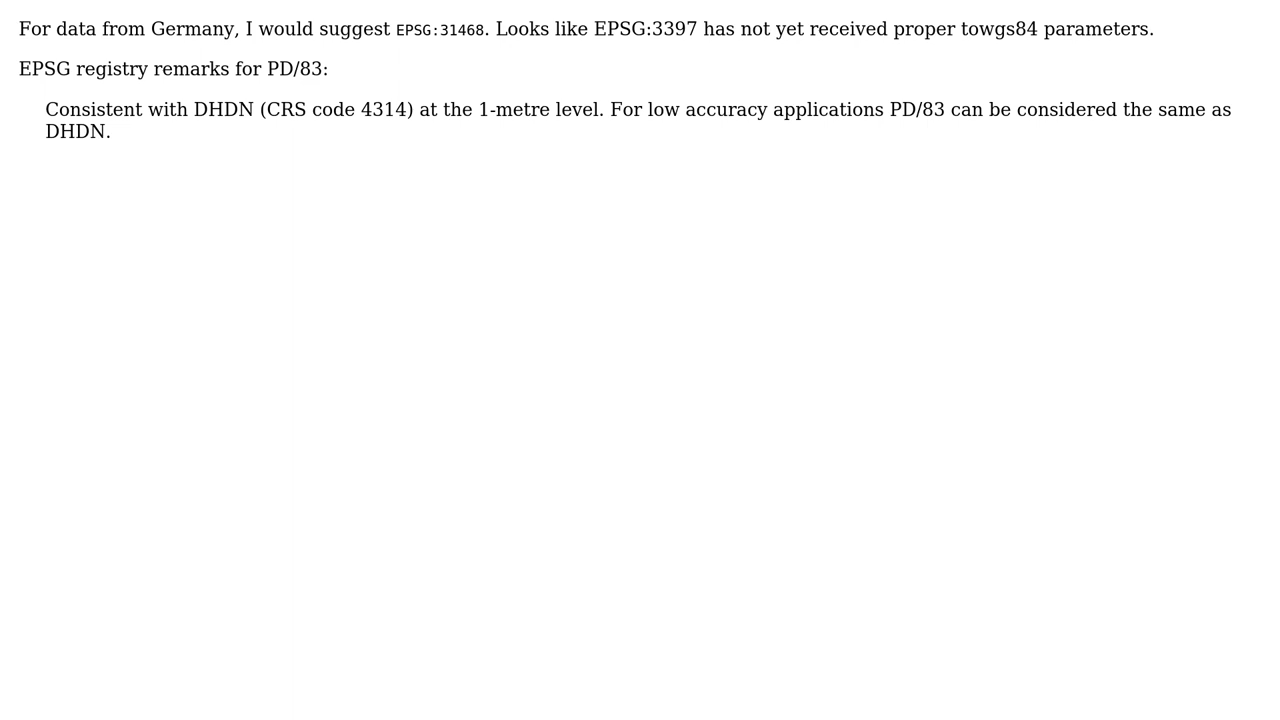 For data from Germany, I would suggest EPSG:31468. Looks like EPSG:3397 has not yet received proper towgs84 parameters.
EPSG registry remarks for PD/83:
Consistent with DHDN (CRS code 4314) at the 1-metre level. For low accuracy applications PD/83 can be considered the same as
DHDN.